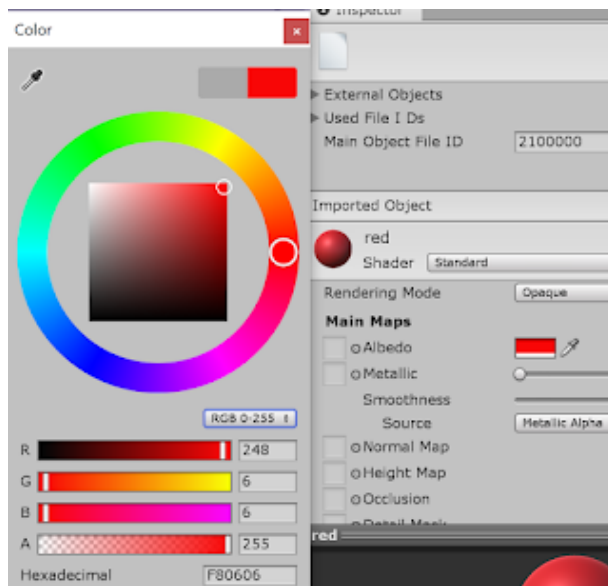 Color
×
RGB 0-255
R 248
G 6
B 6
A 255
Hexadecimal F80606
Inspector
External Objects
Used File I Ds
Main Object File ID 2100000
Imported Object
red
Shader Standard
Rendering Mode Opaque
Main Maps
Albedo
Metallic
Smoothness
Source Metallic Alpha
Normal Map
Height Map
Occlusion
Detail Mask
red